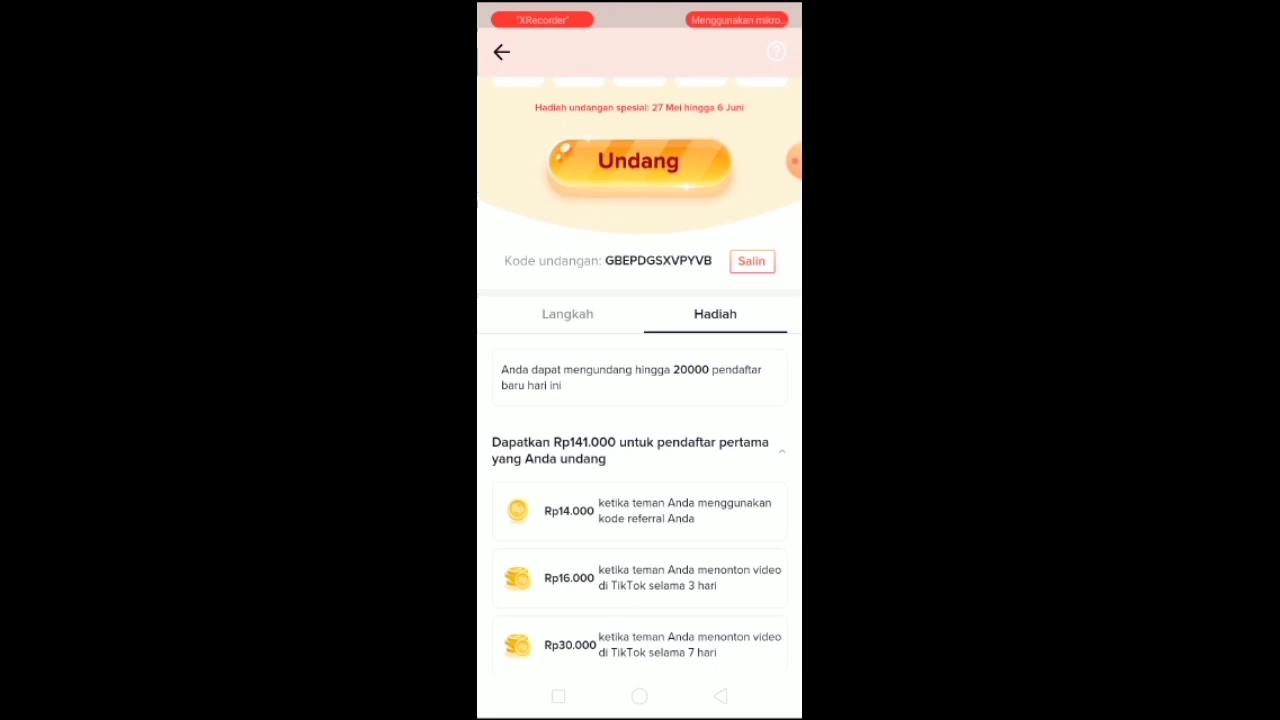 "XRecorder"
Menggunakan mikro..
Hadiah undangan spesial: 27 Mei hingga 6 Juni
Undang
Kode undangan: GBEPDGSXVPYVB
Salin
Langkah
Hadiah
Anda dapat mengundang hingga 20000 pendaftar
baru hari ini
Dapatkan Rp141.000 untuk pendaftar pertama
yang Anda undang
Rp14.000
ketika teman Anda menggunakan
kode referral Anda
Rp16.000
ketika teman Anda menonton video
di TikTok selama 3 hari
Rp30.000
ketika teman Anda menonton video
di TikTok selama 7 hari